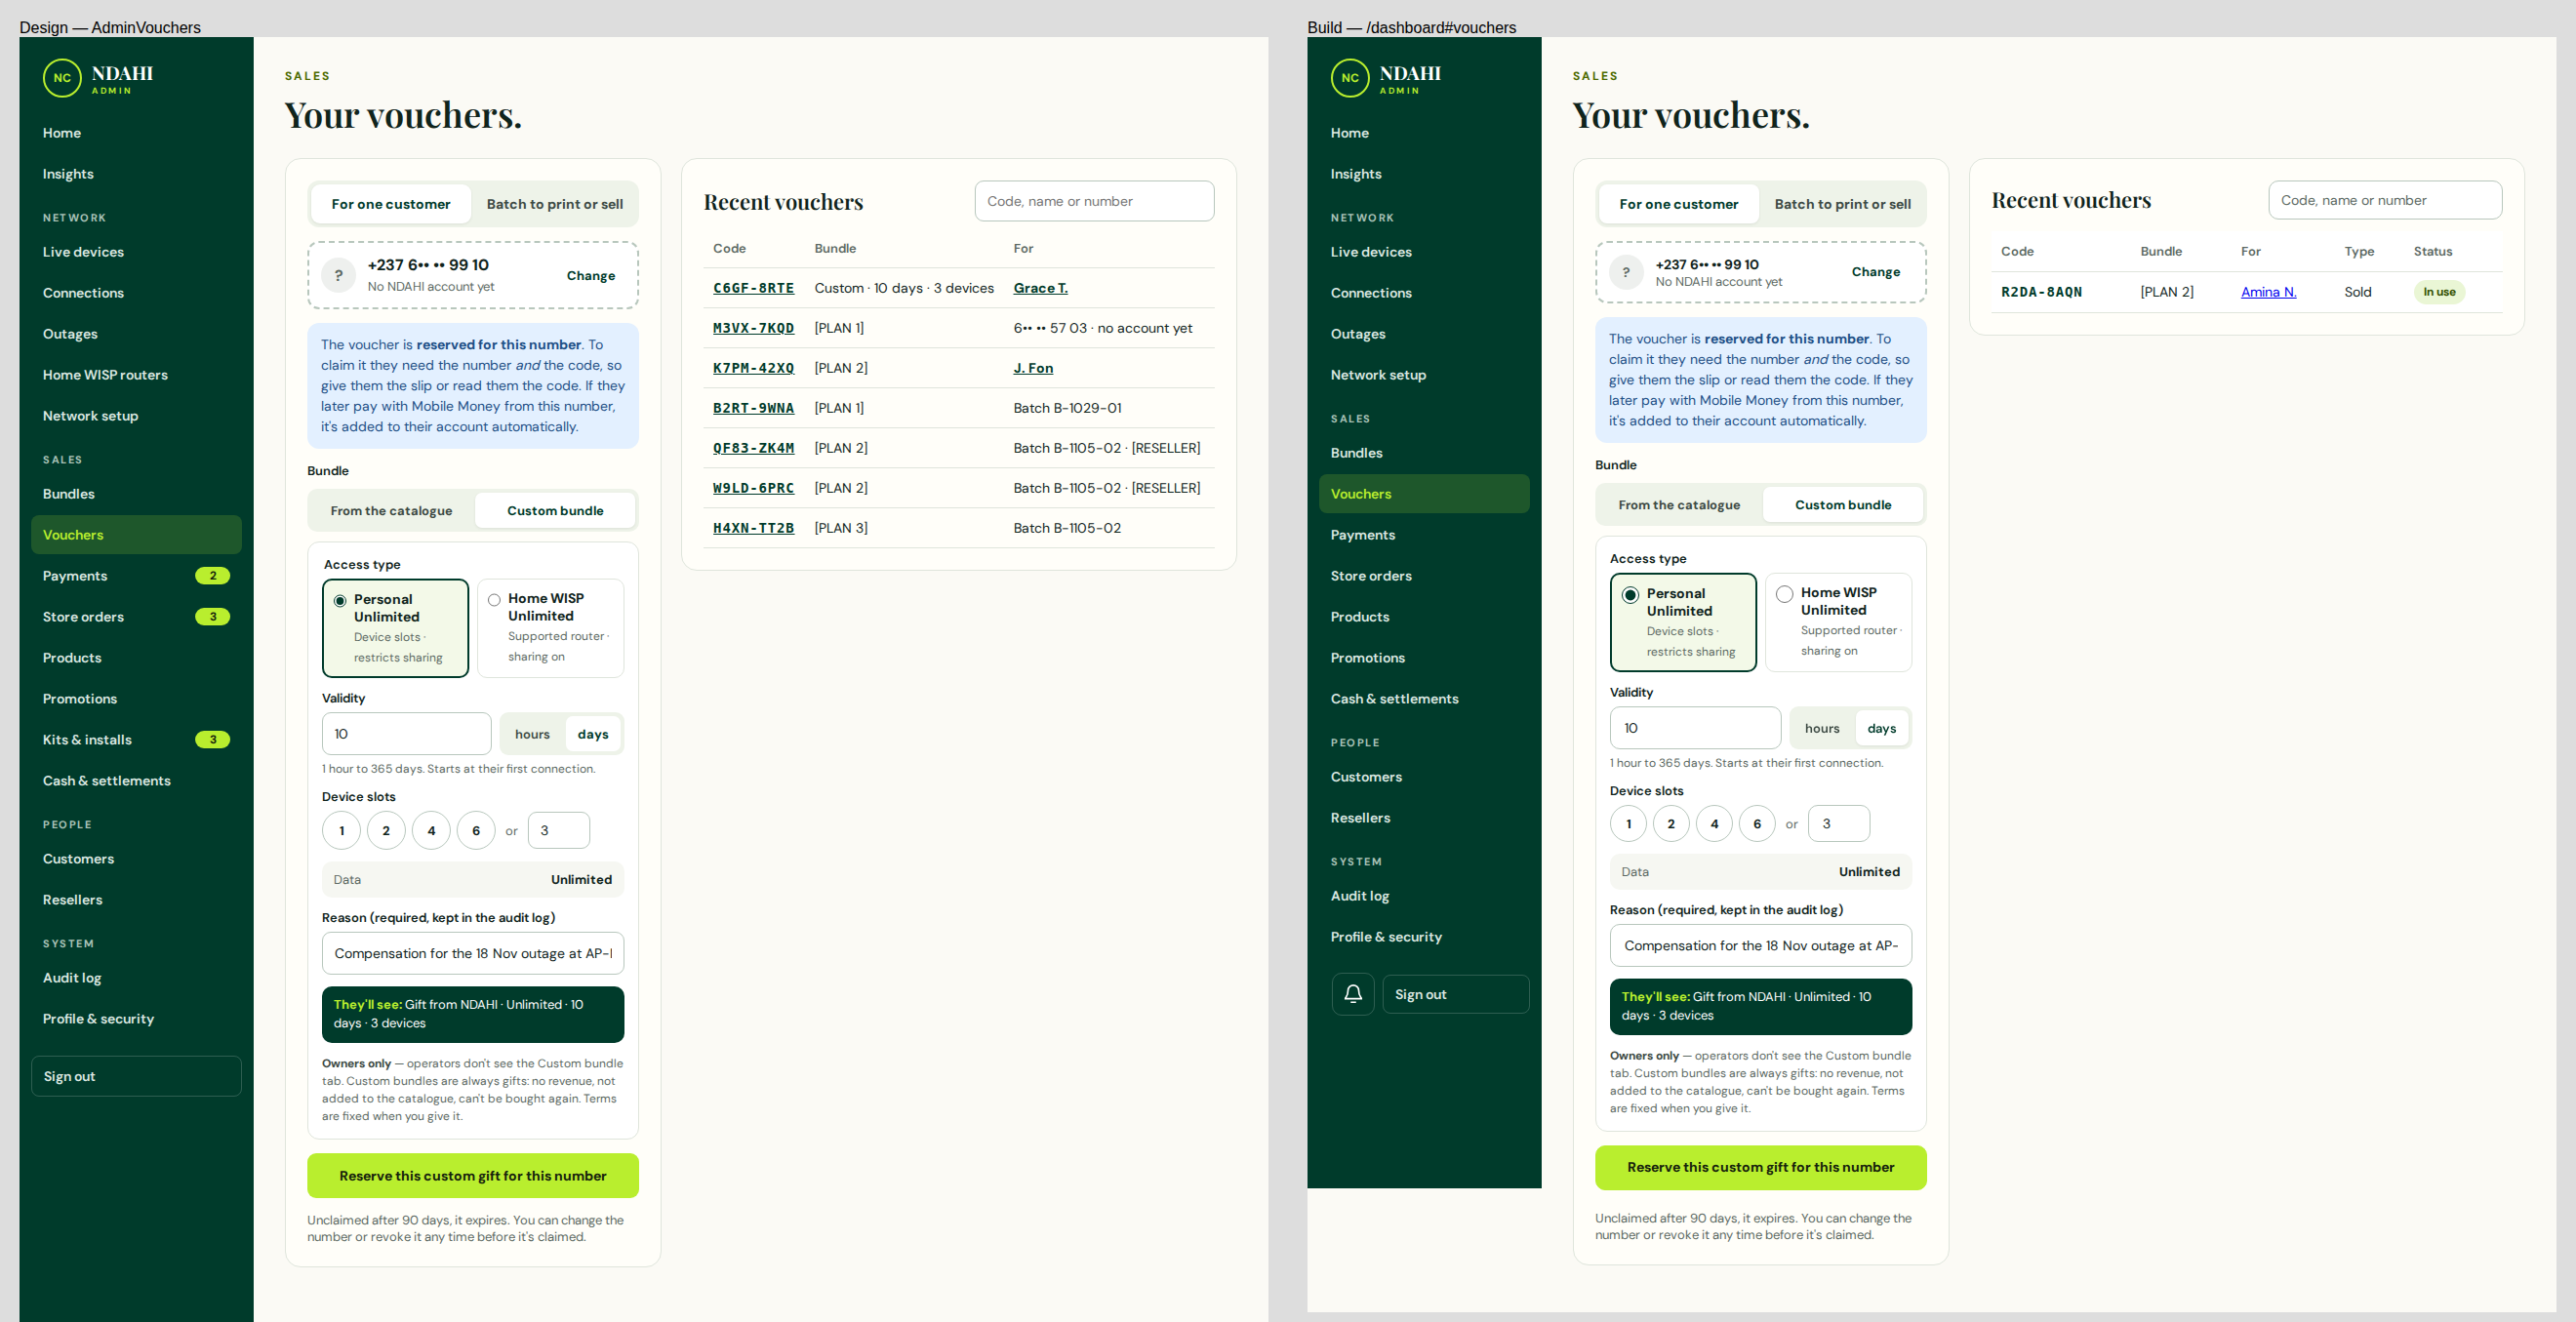 Design — AdminVouchers
NC
NDAHI
ADMIN
Home
Insights
NETWORK
Live devices
Connections
Outages
Home WISP routers
Network setup
SALES
Bundles
Vouchers
Payments 2
Store orders 3
Products
Promotions
Kits & installs 3
Cash & settlements
PEOPLE
Customers
Resellers
SYSTEM
Audit log
Profile & security
Sign out
SALES
Your vouchers.
For one customer Batch to print or sell
?
+237 6•• •• 99 10
No NDAHI account yet
Change
The voucher is reserved for this number. To
claim it they need the number and the code, so
give them the slip or read them the code. If they
later pay with Mobile Money from this number,
it's added to their account automatically.
Bundle
From the catalogue Custom bundle
Access type
Personal
Unlimited
Device slots ·
restricts sharing
Home WISP
Unlimited
Supported router ·
sharing on
Validity
10 hours days
1 hour to 365 days. Starts at their first connection.
Device slots
1 2 4 6 or 3
Data Unlimited
Reason (required, kept in the audit log)
Compensation for the 18 Nov outage at AP-
They'll see: Gift from NDAHI · Unlimited · 10
days · 3 devices
Owners only — operators don't see the Custom bundle
tab. Custom bundles are always gifts: no revenue, not
added to the catalogue, can't be bought again. Terms
are fixed when you give it.
Reserve this custom gift for this number
Unclaimed after 90 days, it expires. You can change the
number or revoke it any time before it's claimed.
Recent vouchers
Code, name or number
Code Bundle For
C6GF-8RTE Custom · 10 days · 3 devices Grace T.
M3VX-7KQD [PLAN 1] 6•• •• 57 03 · no account yet
K7PM-42XQ [PLAN 2] J. Fon
B2RT-9WNA [PLAN 1] Batch B-1029-01
QF83-ZK4M [PLAN 2] Batch B-1105-02 · [RESELLER]
W9LD-6PRC [PLAN 2] Batch B-1105-02 · [RESELLER]
H4XN-TT2B [PLAN 3] Batch B-1105-02
Build — /dashboard#vouchers
NC
NDAHI
ADMIN
Home
Insights
NETWORK
Live devices
Connections
Outages
Network setup
SALES
Bundles
Vouchers
Payments
Store orders
Products
Promotions
Cash & settlements
PEOPLE
Customers
Resellers
SYSTEM
Audit log
Profile & security
Sign out
SALES
Your vouchers.
For one customer Batch to print or sell
?
+237 6•• •• 99 10
No NDAHI account yet
Change
The voucher is reserved for this number. To
claim it they need the number and the code, so
give them the slip or read them the code. If they
later pay with Mobile Money from this number,
it's added to their account automatically.
Bundle
From the catalogue Custom bundle
Access type
Personal
Unlimited
Device slots ·
restricts sharing
Home WISP
Unlimited
Supported router ·
sharing on
Validity
10 hours days
1 hour to 365 days. Starts at their first connection.
Device slots
1 2 4 6 or 3
Data Unlimited
Reason (required, kept in the audit log)
Compensation for the 18 Nov outage at AP-
They'll see: Gift from NDAHI · Unlimited · 10
days · 3 devices
Owners only — operators don't see the Custom bundle
tab. Custom bundles are always gifts: no revenue, not
added to the catalogue, can't be bought again. Terms
are fixed when you give it.
Reserve this custom gift for this number
Unclaimed after 90 days, it expires. You can change the
number or revoke it any time before it's claimed.
Recent vouchers
Code, name or number
Code Bundle For Type Status
R2DA-8AQN [PLAN 2] Amina N. Sold In use